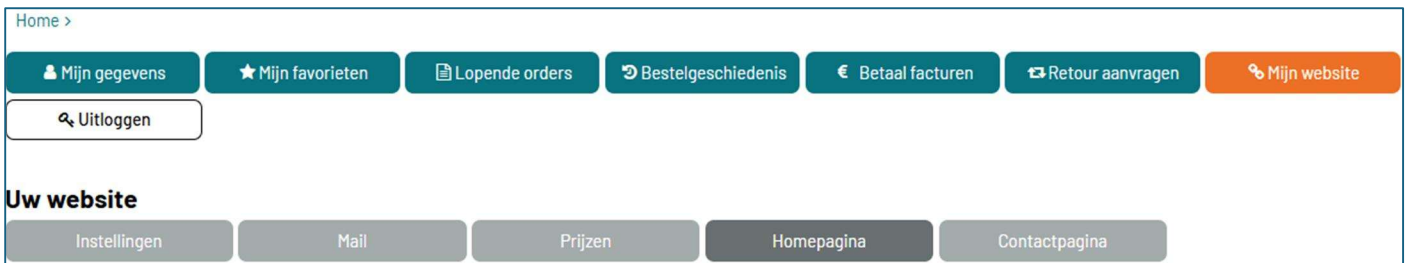 Home >
Mijn gegevens Mijn favorieten Lopende orders Bestelgeschiedenis € Betaal facturen Retour aanvragen Mijn website
Uitloggen
Uw website
Instellingen Mail Prijzen Homepagina Contactpagina